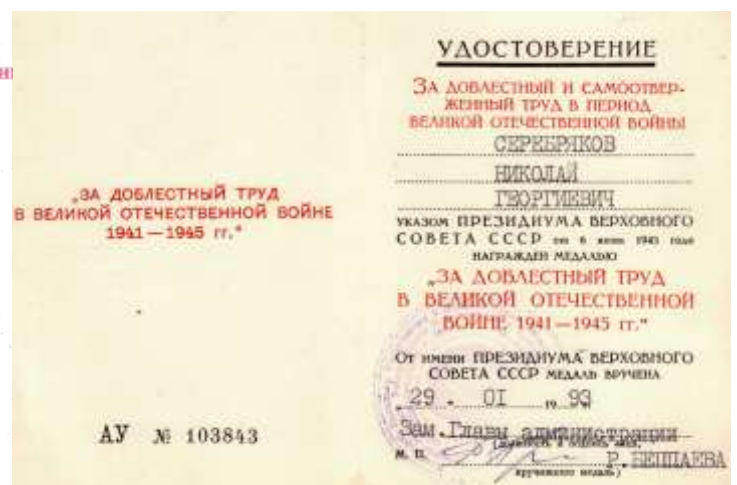 „ЗА ДОБЛЕСТНЫЙ ТРУД
В ВЕЛИКОЙ ОТЕЧЕСТВЕННОЙ ВОЙНЕ
1941—1945 гг.“
АУ № 103843
УДОСТОВЕРЕНИЕ
ЗА ДОБЛЕСТНЫЙ И САМООТВЕР-
ЖЕННЫЙ ТРУД В ПЕРИОД
ВЕЛИКОЙ ОТЕЧЕСТВЕННОЙ ВОЙНЫ
СЕРЕБРЯКОВ
НИКОЛАЙ
ГЕОРГИЕВИЧ
УКАЗОМ ПРЕЗИДИУМА ВЕРХОВНОГО
СОВЕТА СССР от 6 июня 1945 года
НАГРАЖДЕН МЕДАЛЬЮ
„ЗА ДОБЛЕСТНЫЙ ТРУД
В ВЕЛИКОЙ ОТЕЧЕСТВЕННОЙ
ВОЙНЕ 1941—1945 гг.“
От имени ПРЕЗИДИУМА ВЕРХОВНОГО
СОВЕТА СССР МЕДАЛЬ ВРУЧЕНА
29 . 01 19 93
Зам.Главы администрации
М. П. Р.
вручившего медаль)